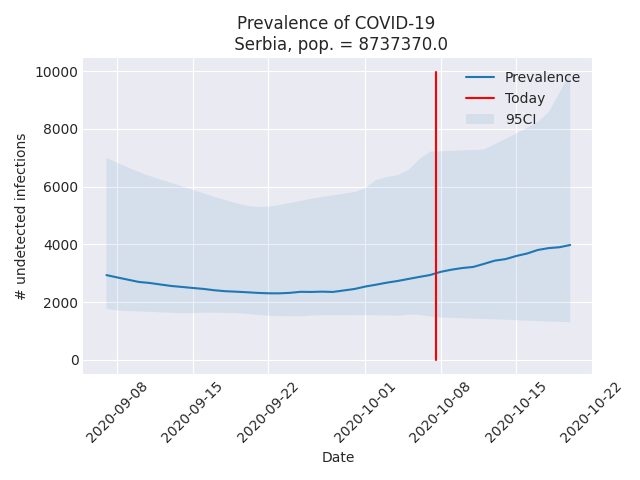 Prevalence of COVID-19
Serbia, pop. = 8737370.0
Prevalence
Today
95CI
# undetected infections
10000
8000
6000
4000
2000
0
2020-09-08
2020-09-15
2020-09-22
2020-10-01
2020-10-08
2020-10-15
2020-10-22
Date